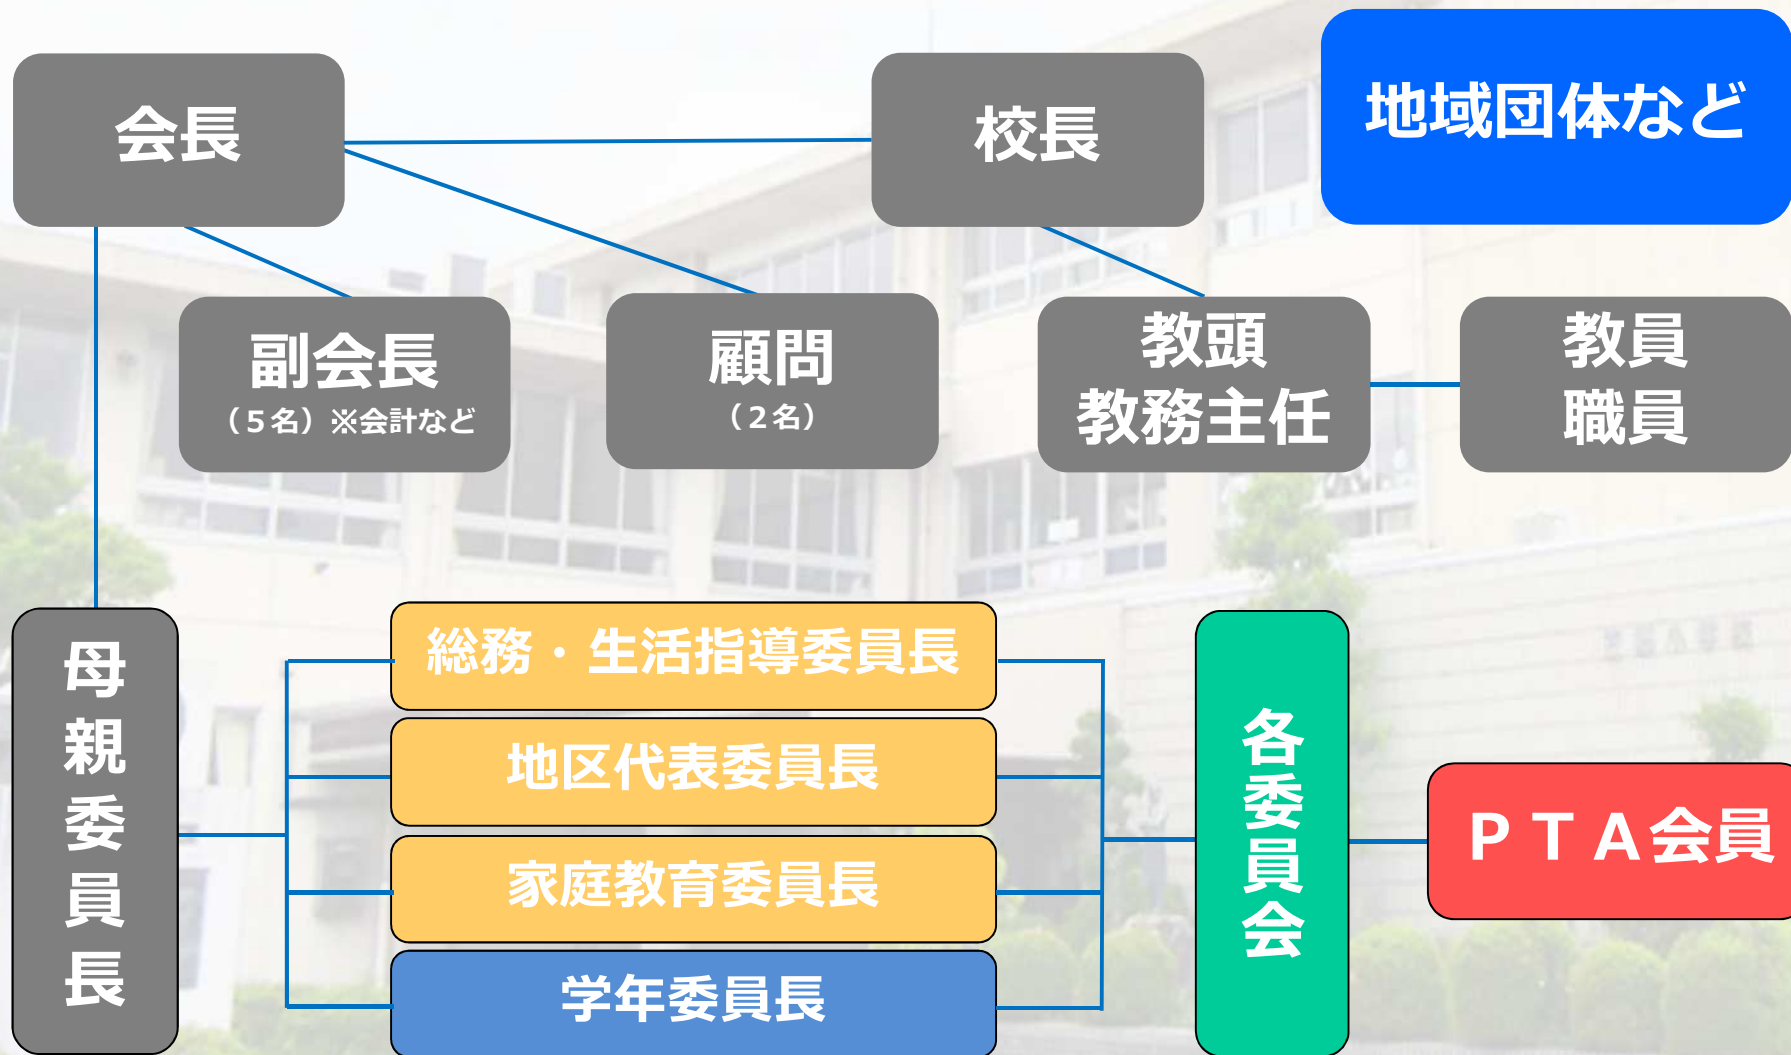 会長
校長
地域団体など
副会長
（５名）※会計など
顧問
（２名）
教頭
教務主任
教員
職員
母親委員長
総務・生活指導委員長
地区代表委員長
家庭教育委員長
学年委員長
各委員会
ＰＴＡ会員